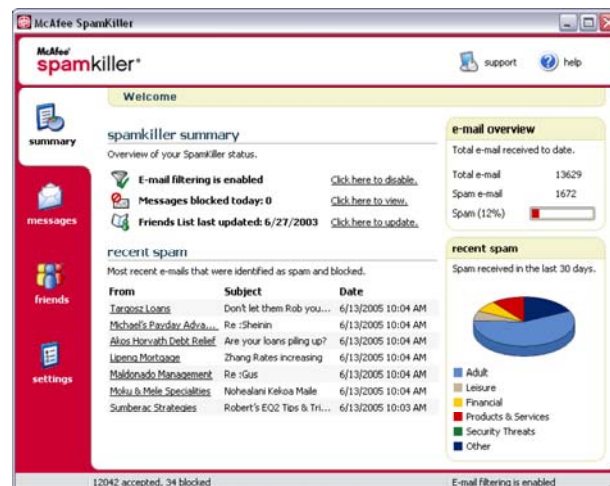 McAfee SpamKiller
McAfee
spamkiller
support
help
summary
messages
friends
settings
Welcome
spamkiller summary
Overview of your SpamKiller status.
E-mail filtering is enabled Click here to disable.
Messages blocked today: 0 Click here to view.
Friends List last updated: 6/27/2003 Click here to update.
recent spam
Most recent e-mails that were identified as spam and blocked.
From Subject Date
Targosz Loans Don't let them Rob you... 6/13/2005 10:04 AM
Michael's Payday Adva... Re :Sheinin 6/13/2005 10:04 AM
Akos Horvath Debt Relief Are your loans piling up? 6/13/2005 10:04 AM
Lipeng Mortgage Zhang Rates increasing 6/13/2005 10:04 AM
Maldonado Management Re :Gus 6/13/2005 10:04 AM
Moku & Mele Specialities Nohealani Kekoa Maile 6/13/2005 10:04 AM
Sumberac Strategies Robert's EQ2 Tips & Tri... 6/13/2005 10:03 AM
e-mail overview
Total e-mail received to date.
Total e-mail 13629
Spam e-mail 1672
Spam (12%)
recent spam
Spam received in the last 30 days.
Adult
Leisure
Financial
Products & Services
Security Threats
Other
12042 accepted, 34 blocked
E-mail filtering is enabled